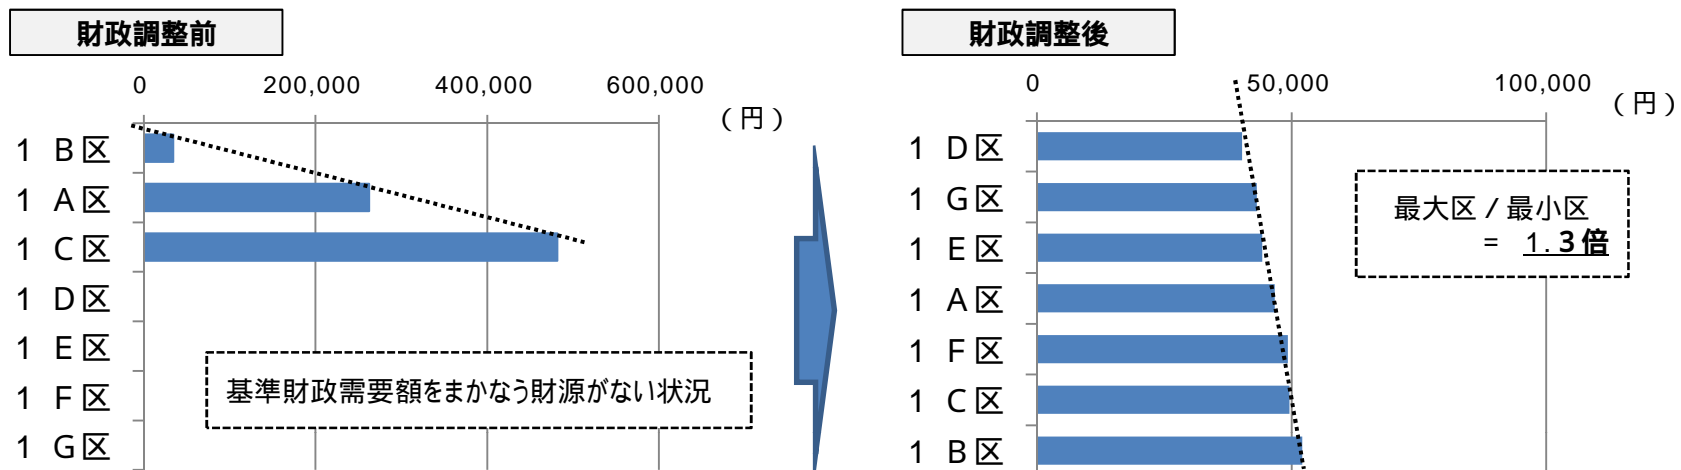 財政調整前
0 200,000 400,000 600,000
(円)
1 B区
1 A区
1 C区
1 D区
1 E区
1 F区
1 G区
基準財政需要額をまかなう財源がない状況
財政調整後
0 50,000 100,000
(円)
1 D区
1 G区
1 E区
1 A区
1 F区
1 C区
1 B区
最大区/最小区
= 1.3倍